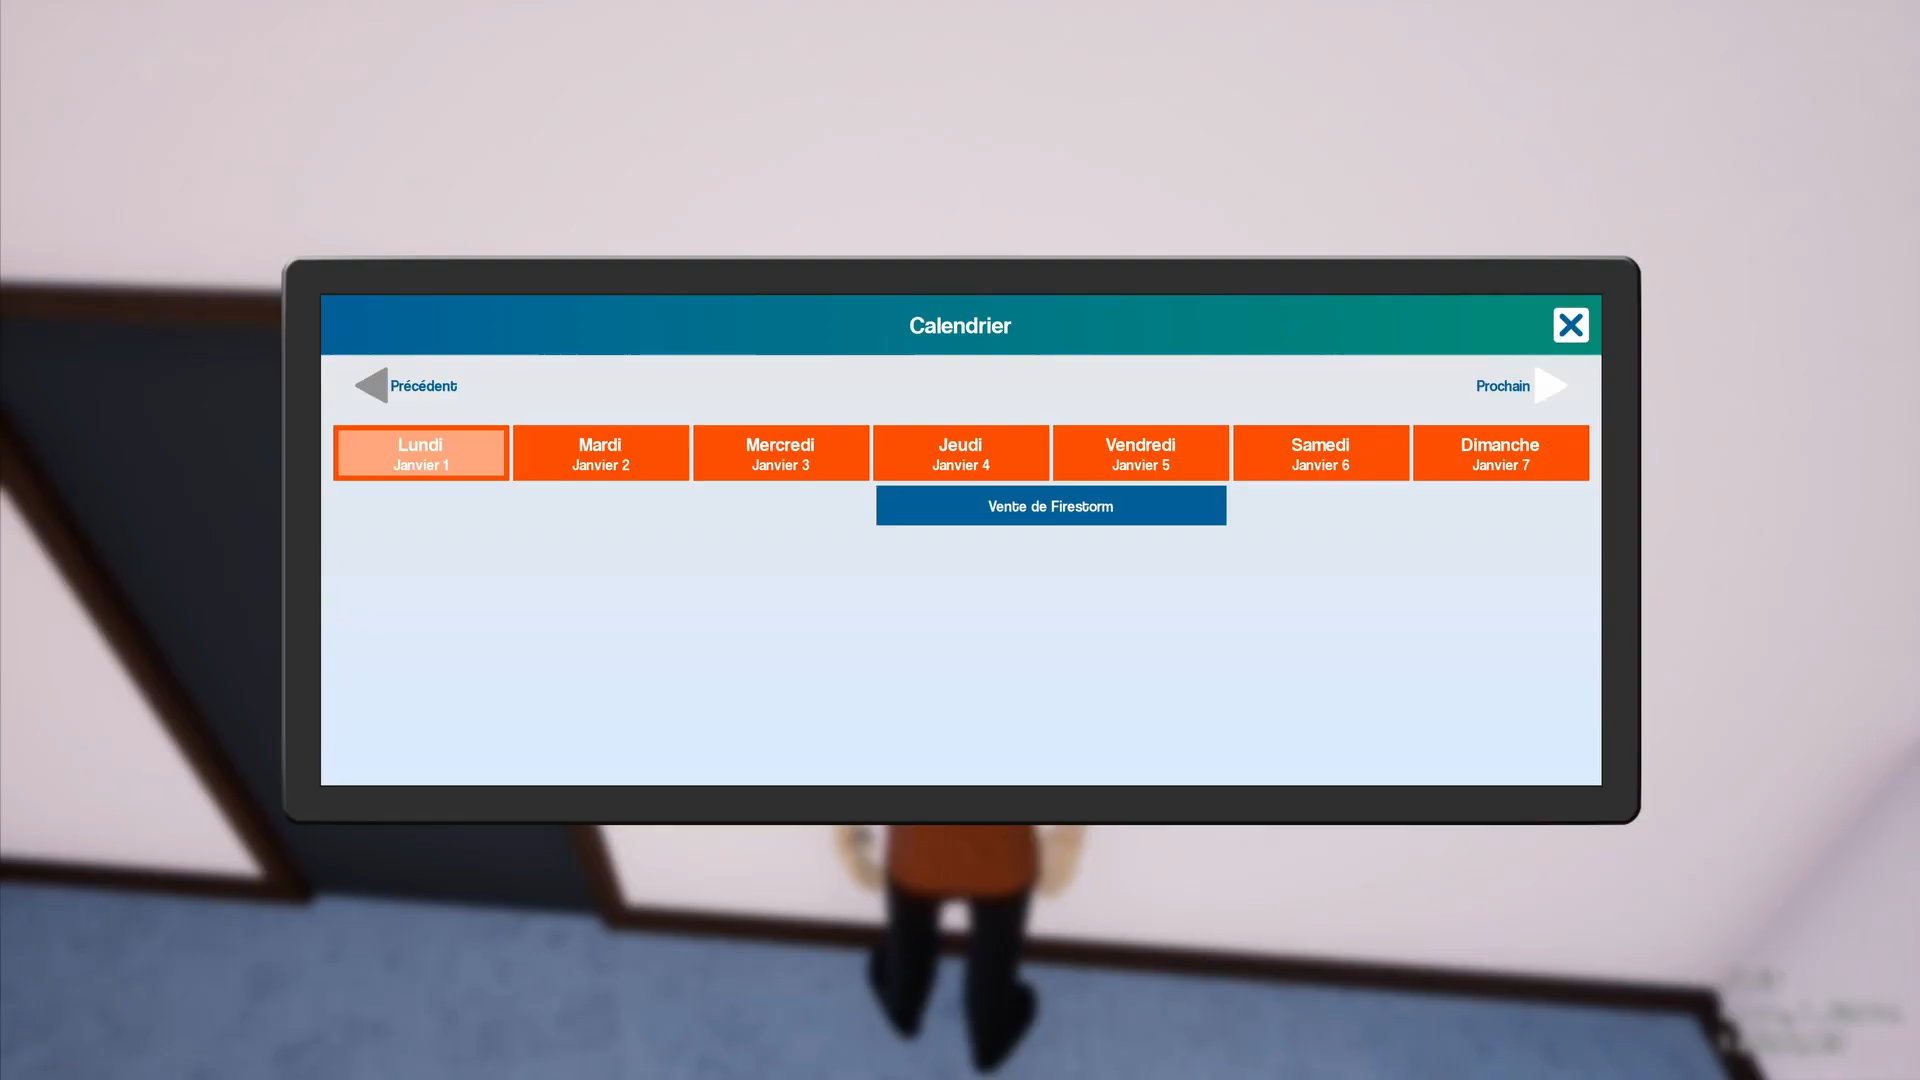 Calendrier
Précédent
Prochain
Lundi
Janvier 1
Mardi
Janvier 2
Mercredi
Janvier 3
Jeudi
Janvier 4
Vendredi
Janvier 5
Samedi
Janvier 6
Dimanche
Janvier 7
Vente de Firestorm